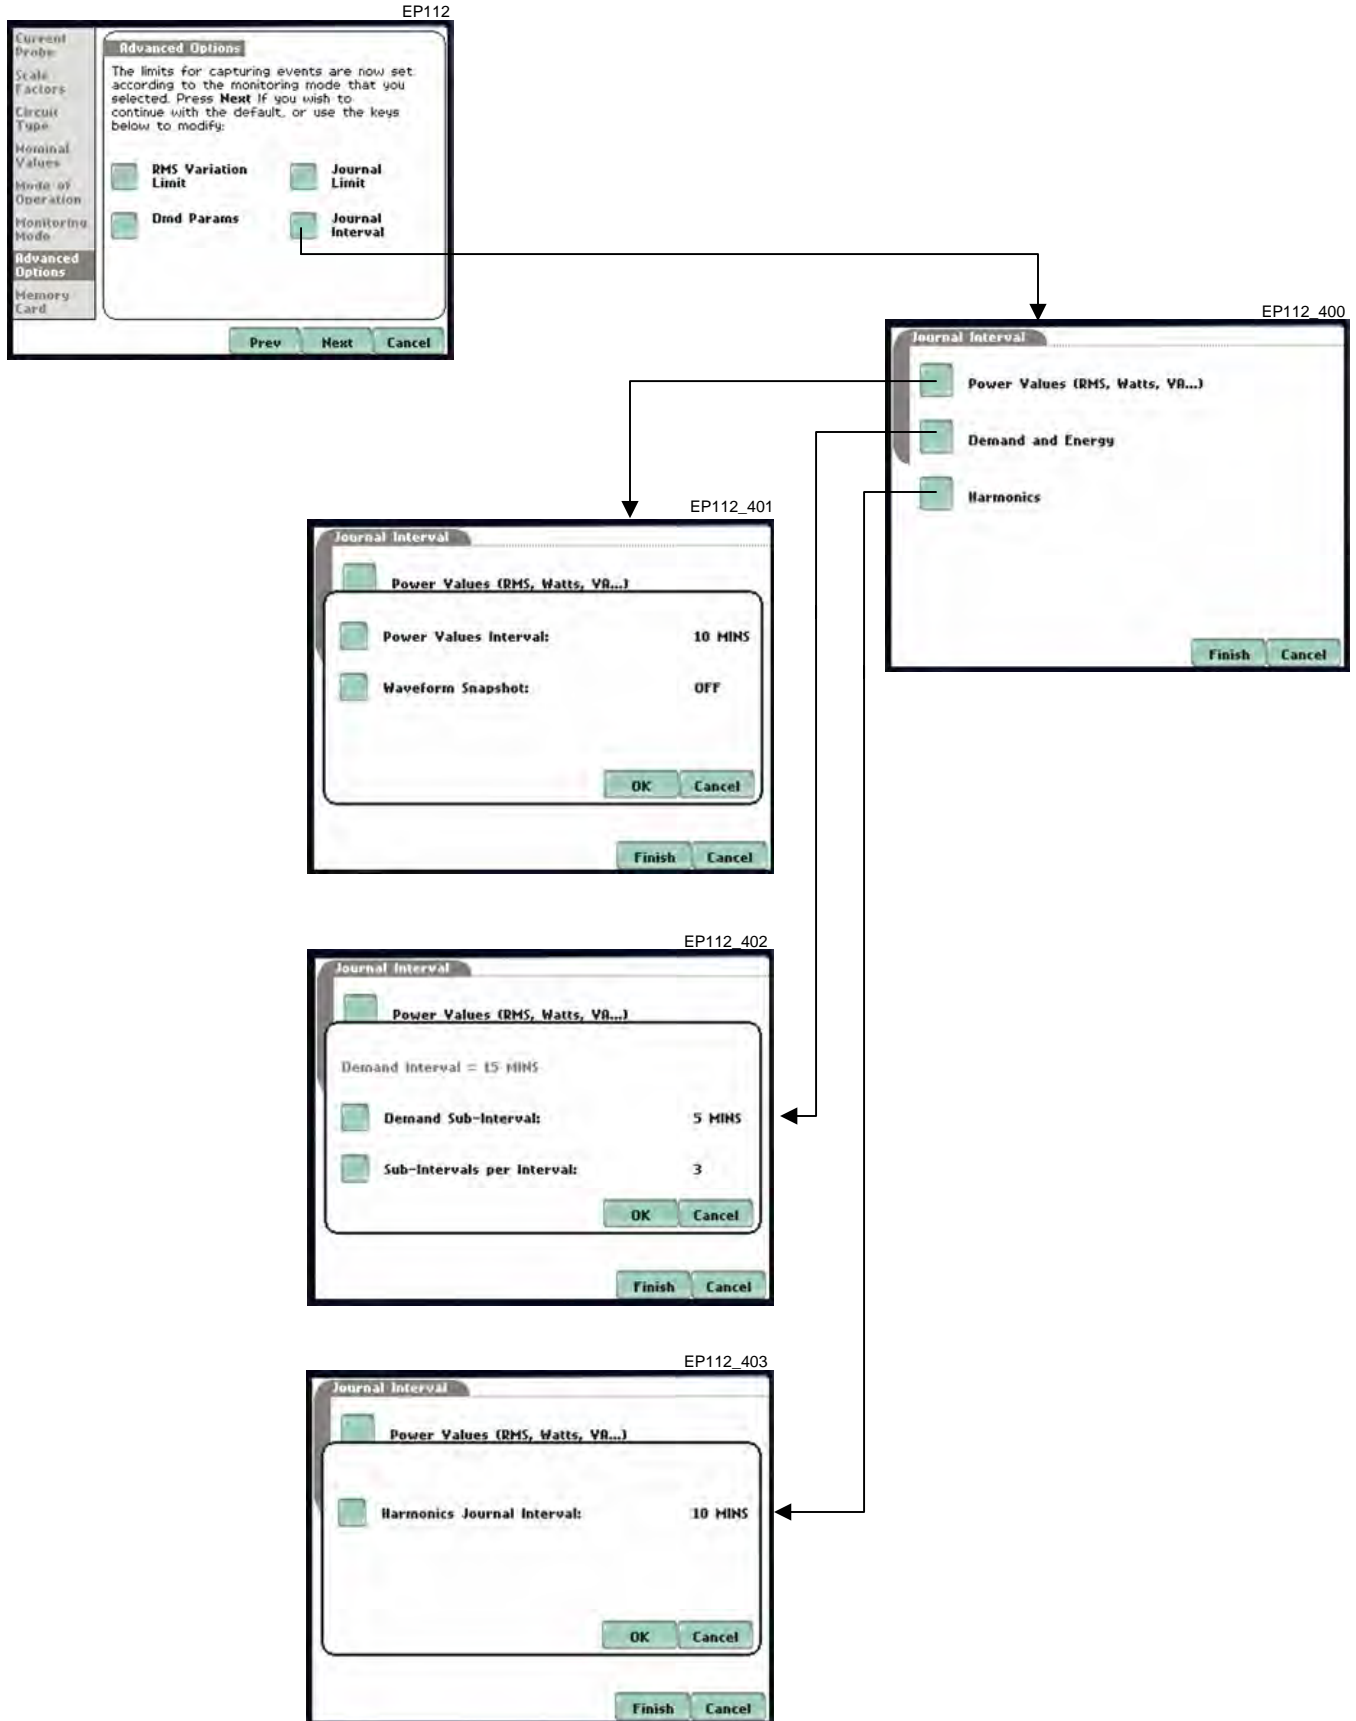 EP112
Current
Probe
Scale
Factors
Circuit
Type
Nominal
Values
Mode of
Operation
Monitoring
Mode
Advanced
Options
Memory
Card
Advanced Options
The limits for capturing events are now set
according to the monitoring mode that you
selected. Press Next If you wish to
continue with the default, or use the keys
below to modify:
RMS Variation
Limit
Journal
Limit
Dmd Params
Journal
Interval
Prev Next Cancel
EP112_400
Journal Interval
Power Values (RMS, Watts, VA...)
Demand and Energy
Harmonics
Finish Cancel
EP112_401
Journal Interval
Power Values (RMS, Watts, VA...)
Power Values Interval: 10 MINS
Waveform Snapshot: OFF
OK Cancel
Finish Cancel
EP112_402
Journal Interval
Power Values (RMS, Watts, VA...)
Demand Interval = 15 MINS
Demand Sub-Interval: 5 MINS
Sub-Intervals per Interval: 3
OK Cancel
Finish Cancel
EP112_403
Journal Interval
Power Values (RMS, Watts, VA...)
Harmonics Journal Interval: 10 MINS
OK Cancel
Finish Cancel